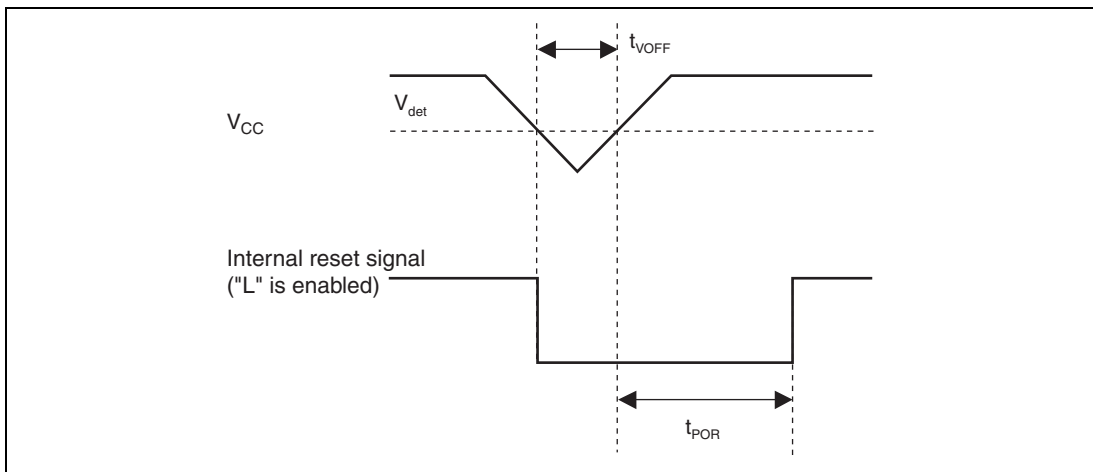 tVOFF
Vdet
VCC
Internal reset signal
("L" is enabled)
tPOR